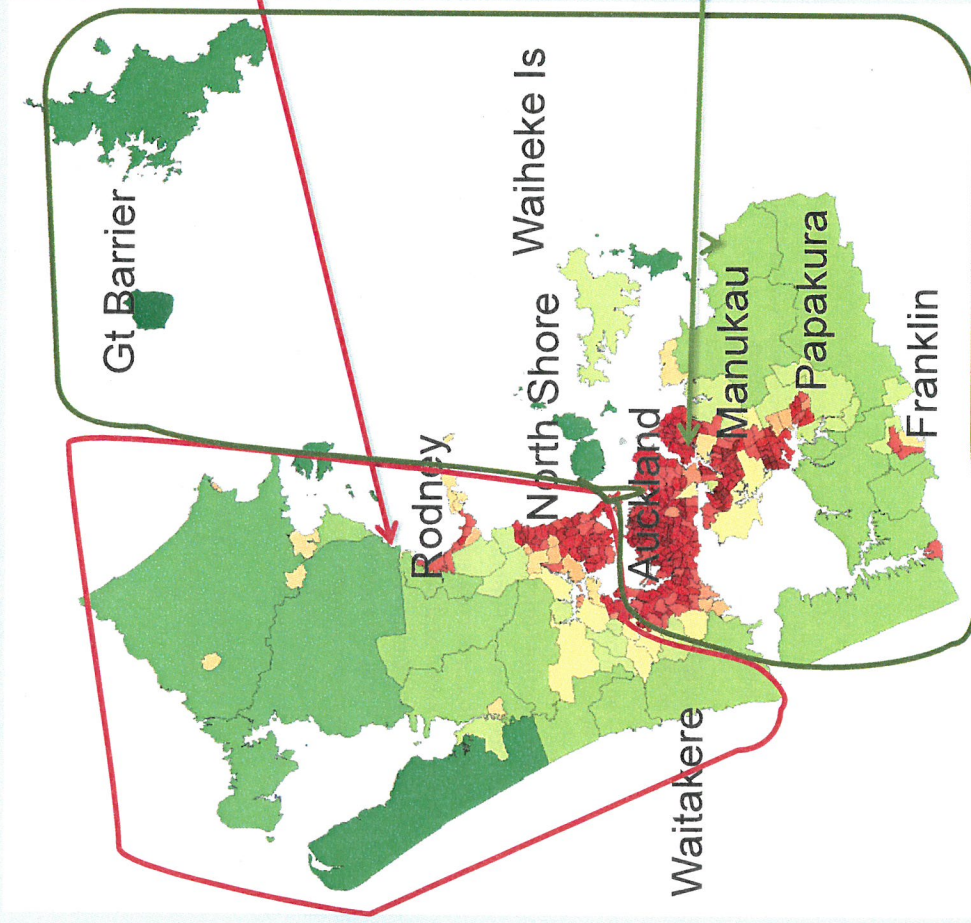 Gt Barrier
Waiheke Is
Rodney
North Shore
Auckland
Waitakere
Manukau
Papakura
Franklin